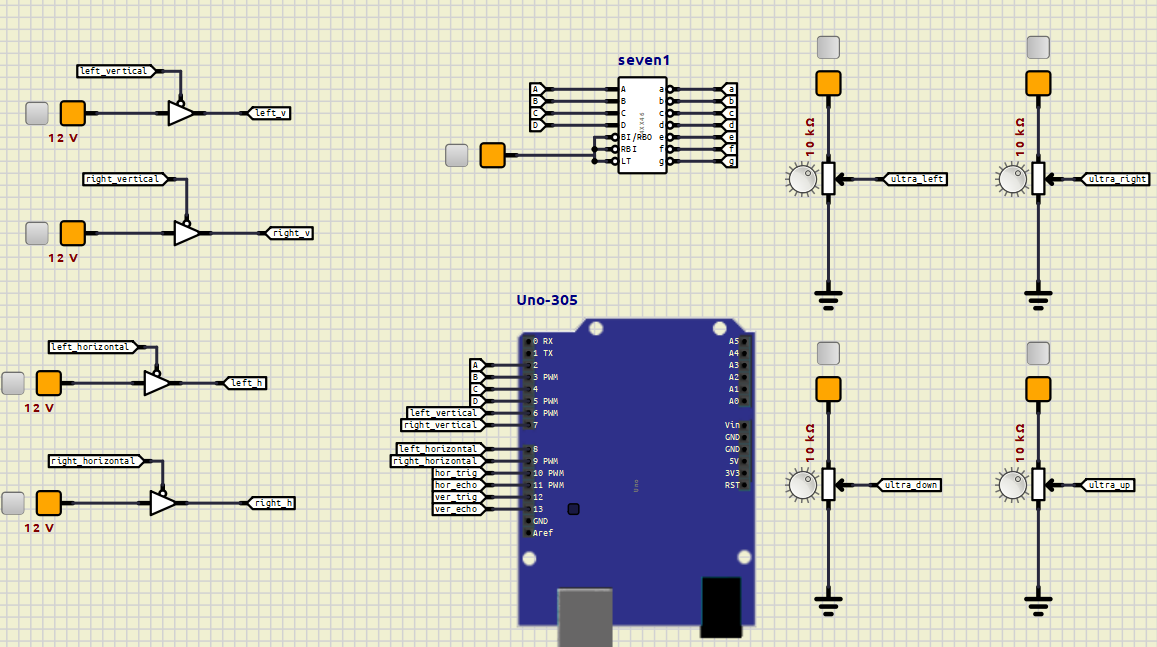 left_vertical
left_v
12 V
right_vertical
right_v
12 V
left_horizontal
left_h
12 V
right_horizontal
right_h
12 V
seven1
A A a a
B B b b
C C c c
D D d d
BI/RBO e e
RBI f f
LT g g
10 kΩ
ultra_left
10 kΩ
ultra_right
Uno-305
0 RX A5
1 TX A4
A 2 A3
B 3 PWM A2
C 4 A1
D 5 PWM A0
left_vertical 6 PWM
right_vertical 7 Vin
GND
left_horizontal 8 GND
right_horizontal 9 PWM 5V
hor_trig 10 PWM 3V3
hor_echo 11 PWM RST
ver_trig 12
ver_echo 13
GND
Aref
Uno
10 kΩ
ultra_down
10 kΩ
ultra_up